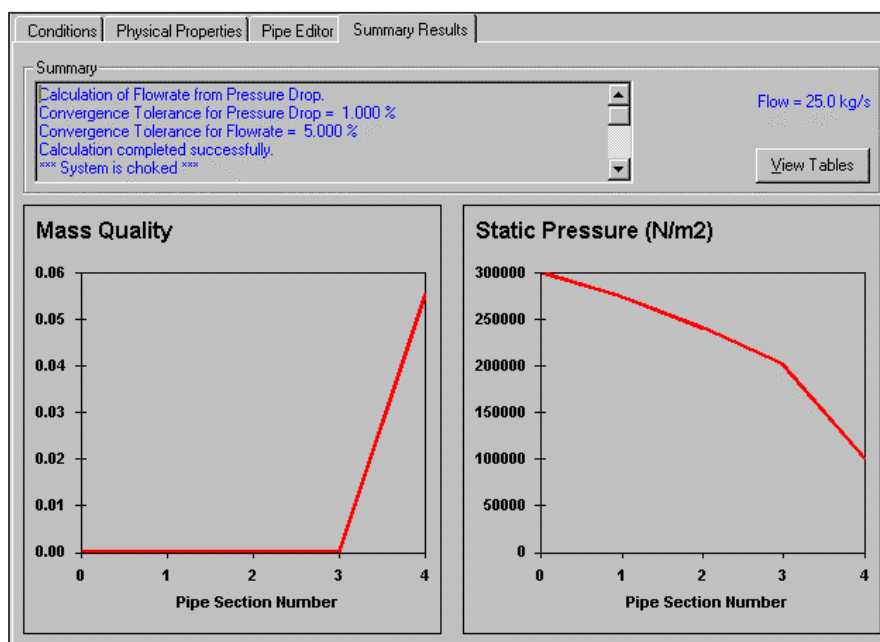 Conditions Physical Properties Pipe Editor Summary Results
Summary
Calculation of Flowrate from Pressure Drop.
Convergence Tolerance for Pressure Drop = 1.000 %
Convergence Tolerance for Flowrate = 5.000 %
Calculation completed successfully.
*** System is choked ***
Flow = 25.0 kg/s
View Tables
Mass Quality
0.06
0.05
0.04
0.03
0.02
0.01
0.00
0 1 2 3 4
Pipe Section Number
Static Pressure (N/m2)
300000
250000
200000
150000
100000
50000
0
0 1 2 3 4
Pipe Section Number